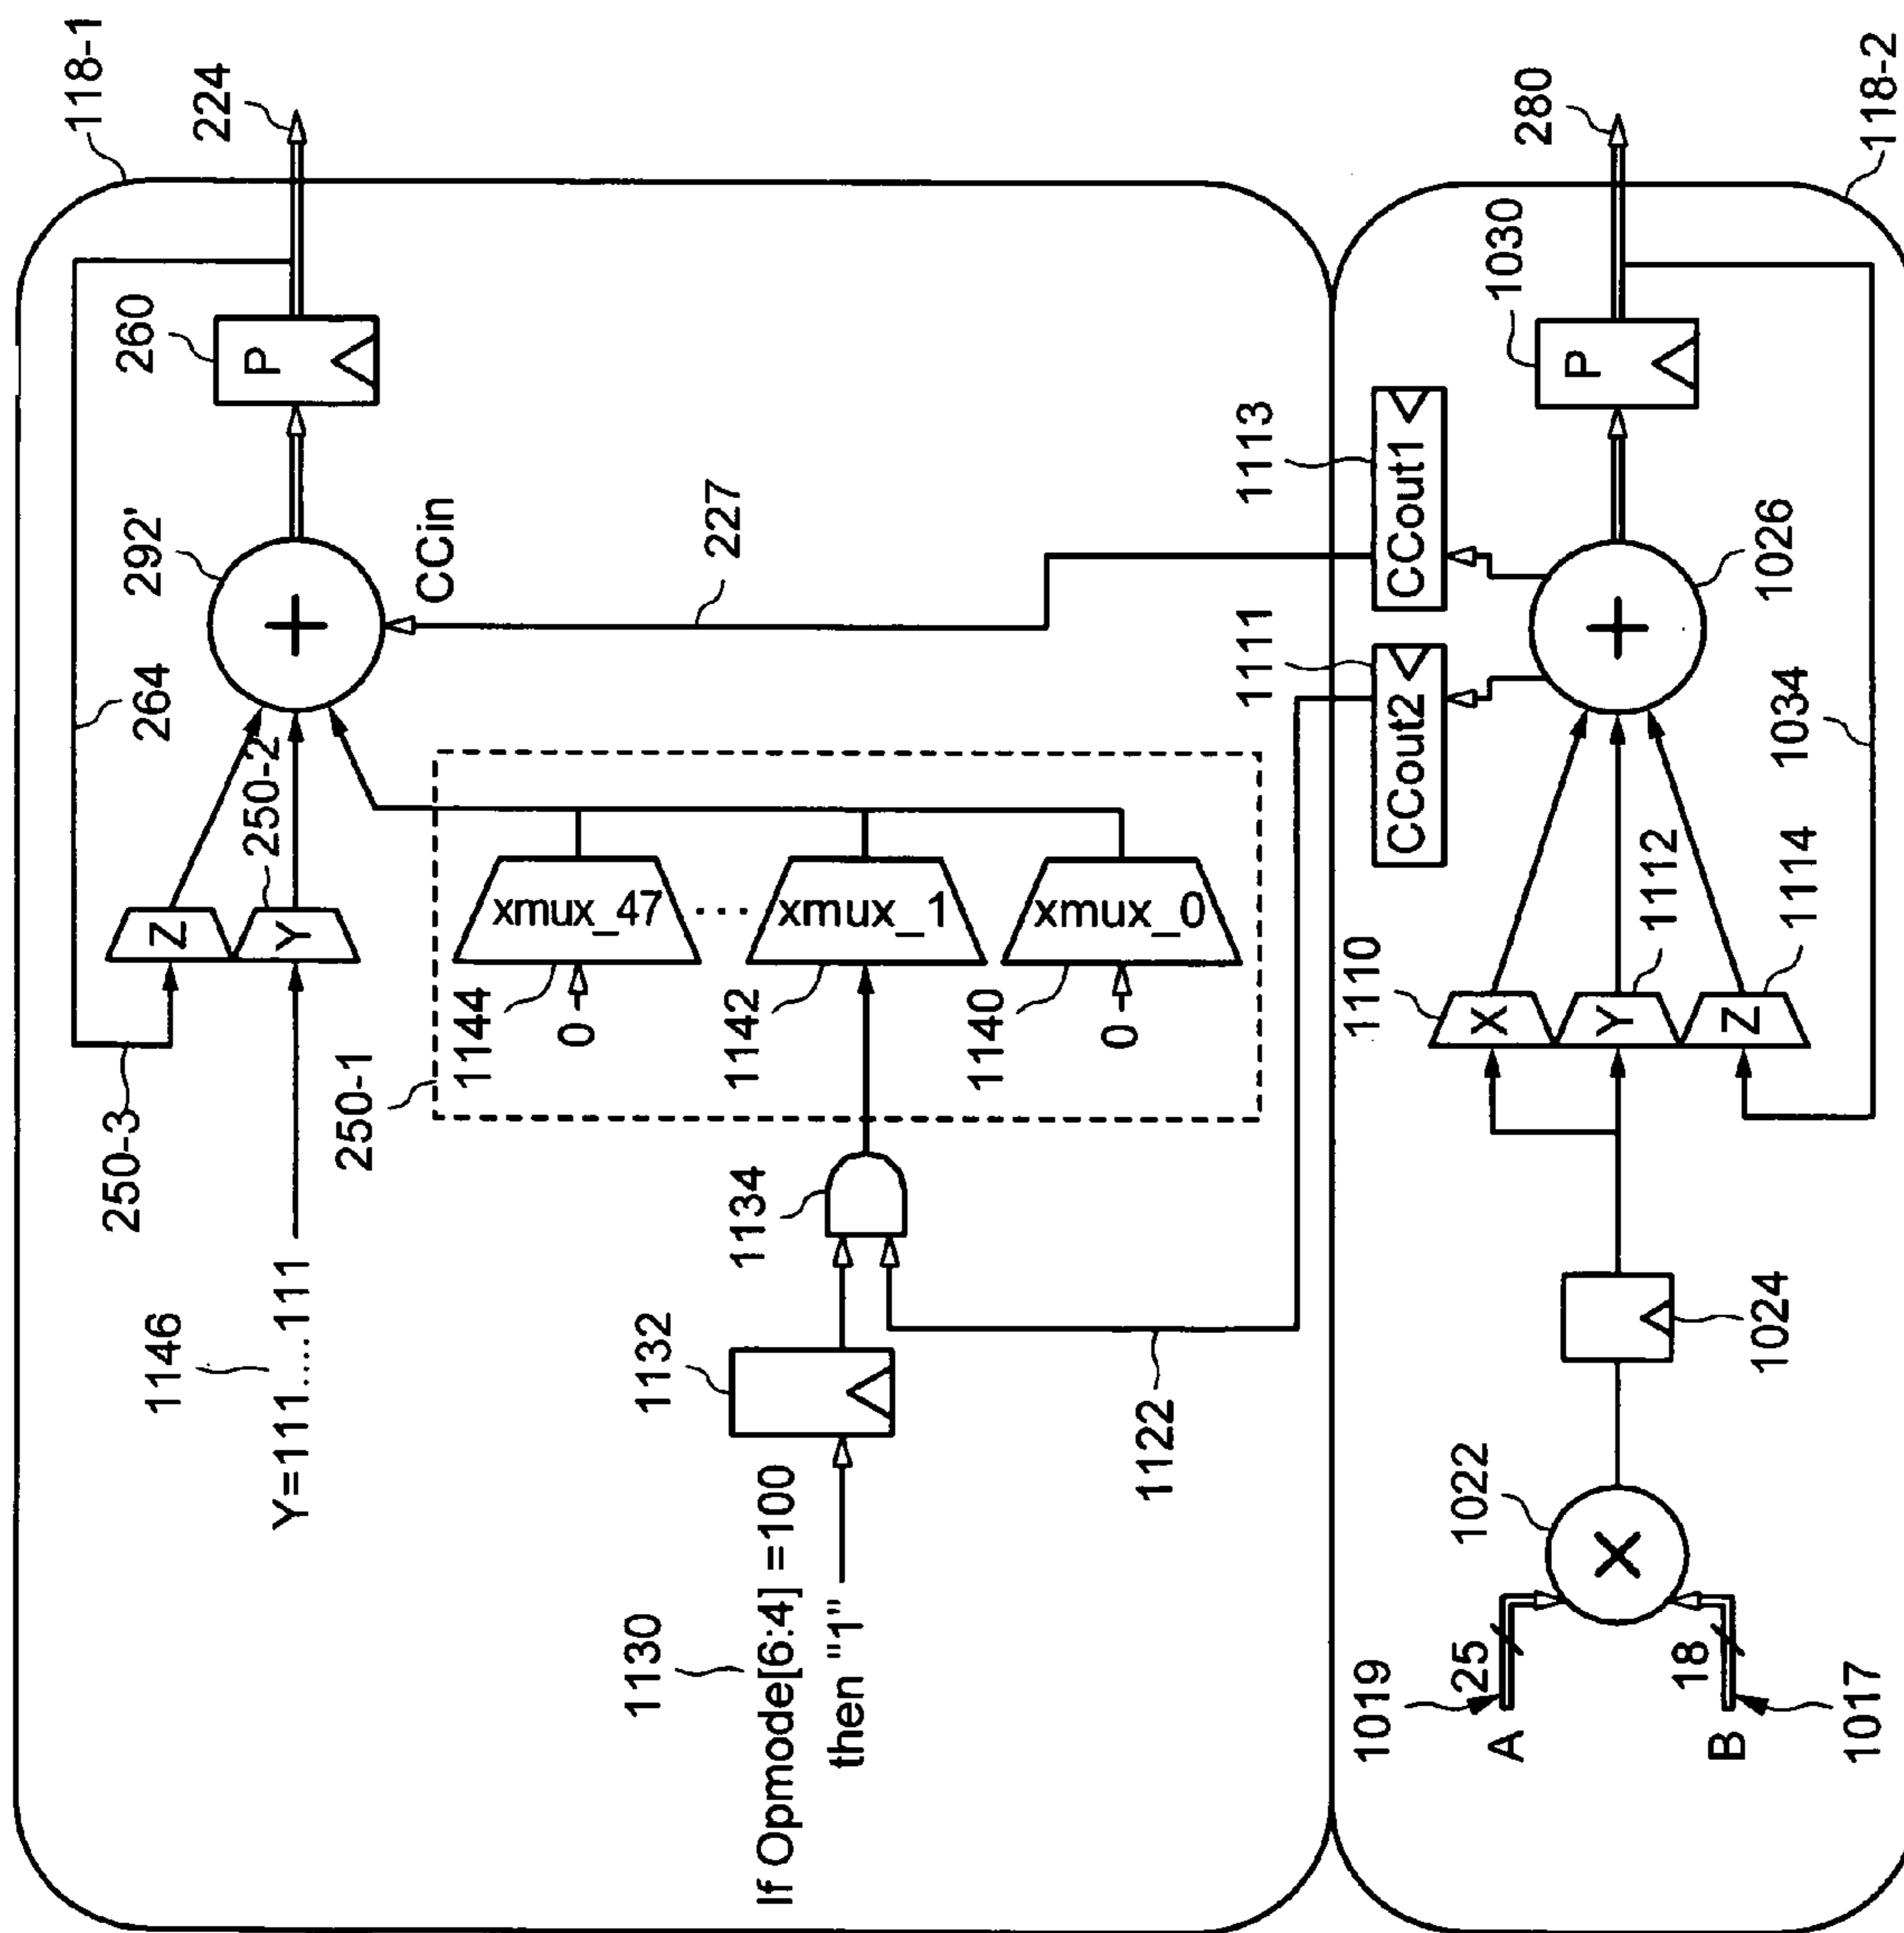 118-1
224
260
P
264
292'
+
CCin
227
Z
250-2
Y
250-3
1146
Y=111....111
250-1
xmux_47
...
xmux_1
xmux_0
1144
0
1142
1140
0
1134
1132
1130
If Opmode[6:4] =100
then "1"
1122
1113
CCout1
1111
CCout2
118-2
280
1030
P
1026
+
1034
1110
X
1112
Y
1114
Z
1024
1022
×
1019
25
A
18
B
1017